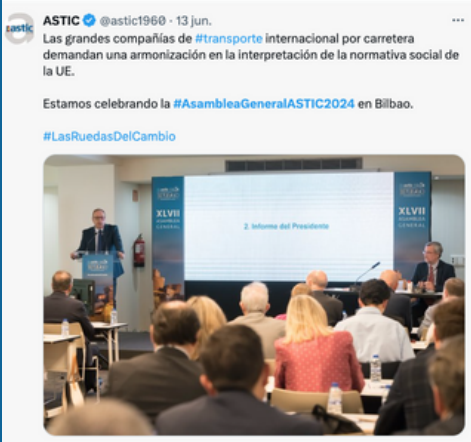 astic
ASTIC @astic1960 · 13 jun.
Las grandes compañías de #transporte internacional por carretera
demandan una armonización en la interpretación de la normativa social de
la UE.
Estamos celebrando la #AsambleaGeneralASTIC2024 en Bilbao.
#LasRuedasDelCambio
XLVII
ASAMBLEA
GENERAL
2. Informe del Presidente
XLVII
ASAMBLEA
GENERAL